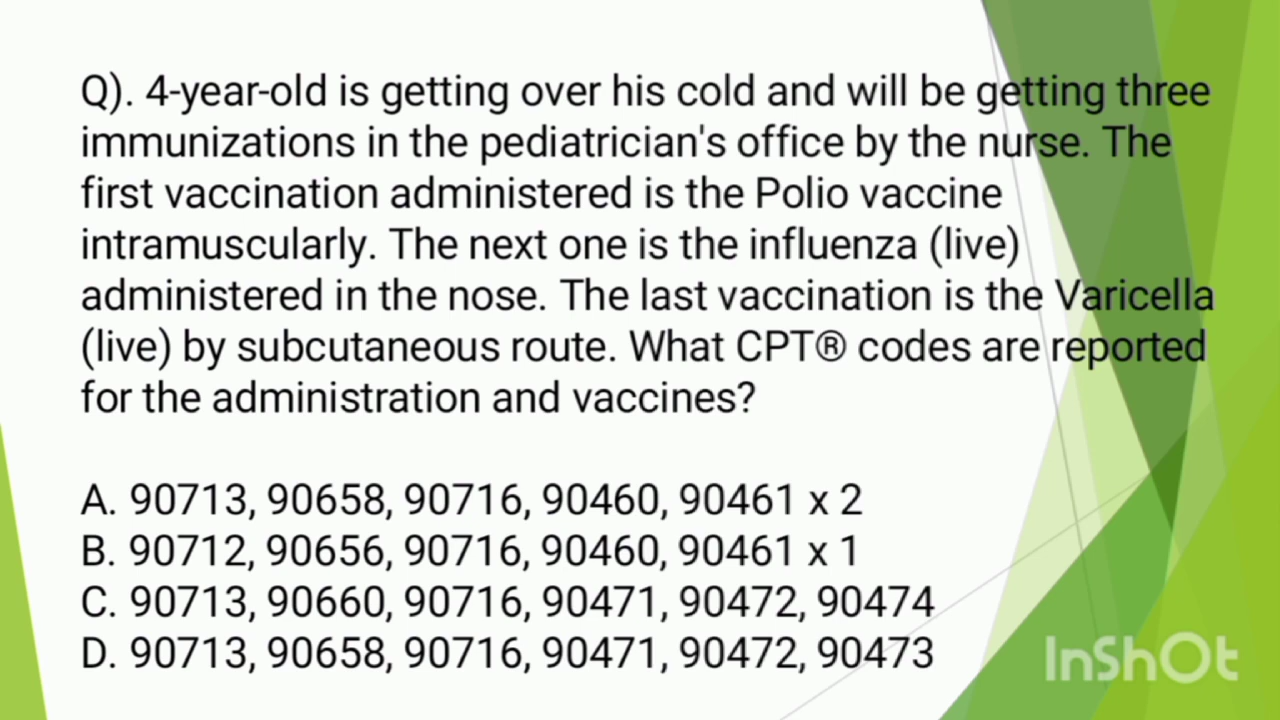 Q). 4-year-old is getting over his cold and will be getting three
immunizations in the pediatrician's office by the nurse. The
first vaccination administered is the Polio vaccine
intramuscularly. The next one is the influenza (live)
administered in the nose. The last vaccination is the Varicella
(live) by subcutaneous route. What CPT® codes are reported
for the administration and vaccines?
A. 90713, 90658, 90716, 90460, 90461 x 2
B. 90712, 90656, 90716, 90460, 90461 x 1
C. 90713, 90660, 90716, 90471, 90472, 90474
D. 90713, 90658, 90716, 90471, 90472, 90473
InShOt